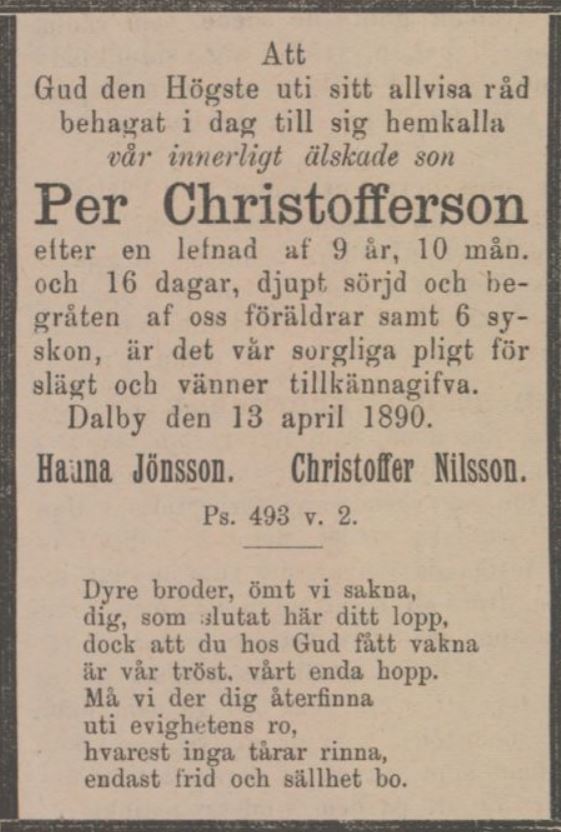 Att
Gud den Högste uti sitt allvisa råd
behagat i dag till sig hemkalla
vår innerligt älskade son
Per Christofferson
efter en lefnad af 9 år, 10 mån.
och 16 dagar, djupt sörjd och be-
gråten af oss föräldrar samt 6 sy-
skon, är det vår sorgliga pligt för
slägt och vänner tillkännagifva.
Dalby den 13 april 1890.
Hanna Jönsson. Christoffer Nilsson.
Ps. 493 v. 2.
Dyre broder, ömt vi sakna,
dig, som slutat här ditt lopp,
dock att du hos Gud fått vakna
är vår tröst, vårt enda hopp.
Må vi der dig återfinna
uti evighetens ro,
hvarest inga tårar rinna,
endast frid och sällhet bo.